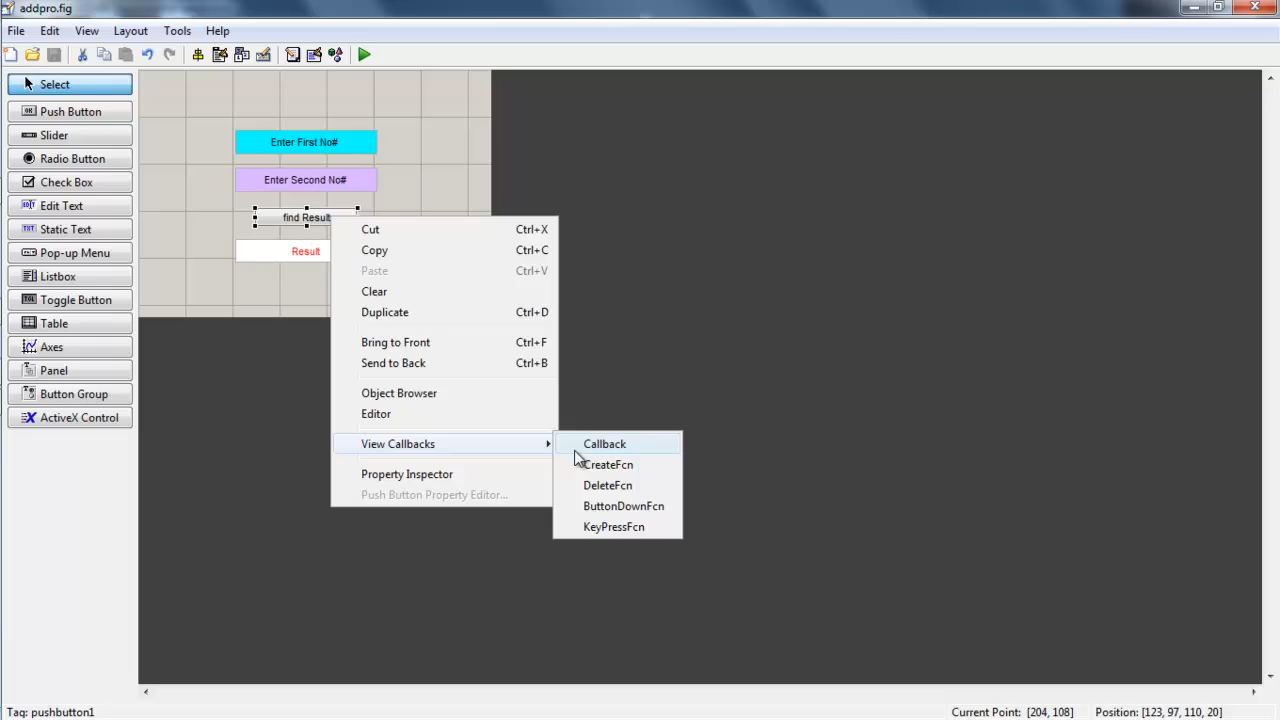 addpro.fig
File Edit View Layout Tools Help
Select
Push Button
Slider
Radio Button
Check Box
Edit Text
Static Text
Pop-up Menu
Listbox
Toggle Button
Table
Axes
Panel
Button Group
ActiveX Control
Enter First No#
Enter Second No#
find Result
Result
Cut Ctrl+X
Copy Ctrl+C
Paste Ctrl+V
Clear
Duplicate Ctrl+D
Bring to Front Ctrl+F
Send to Back Ctrl+B
Object Browser
Editor
View Callbacks
Property Inspector
Push Button Property Editor...
Callback
CreateFcn
DeleteFcn
ButtonDownFcn
KeyPressFcn
Tag: pushbutton1 Current Point: [204, 108] Position: [123, 97, 110, 20]